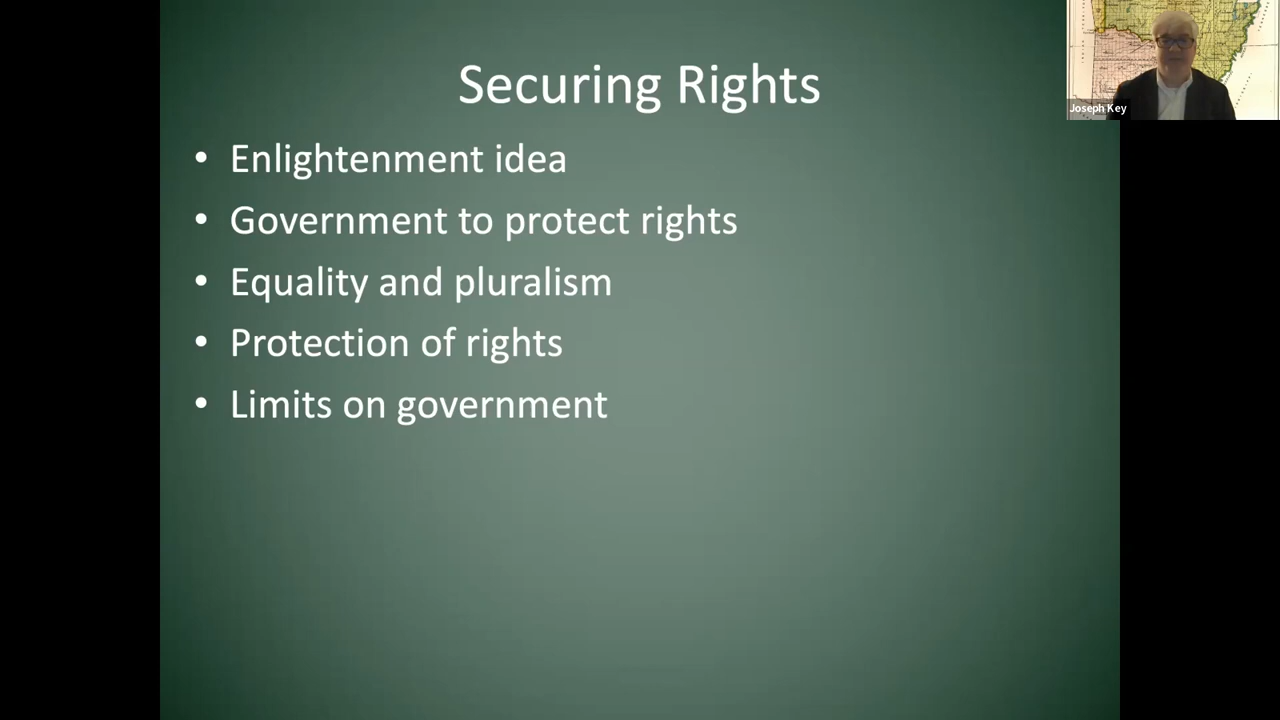 Securing Rights
• Enlightenment idea
• Government to protect rights
• Equality and pluralism
• Protection of rights
• Limits on government
Joseph Key